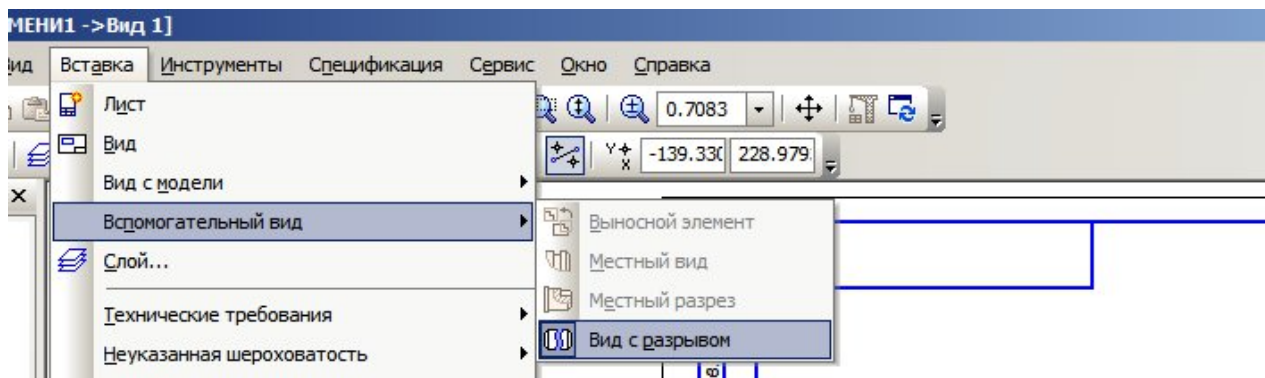 МЕНИ1 ->Вид 1]
Вид Вставка Инструменты Спецификация Сервис Окно Справка
Лист
0.7083
Вид
-139.330 228.979
Вид с модели
Вспомогательный вид
Выносной элемент
Слой...
Местный вид
Местный разрез
Технические требования
Вид с разрывом
Неуказанная шероховатость